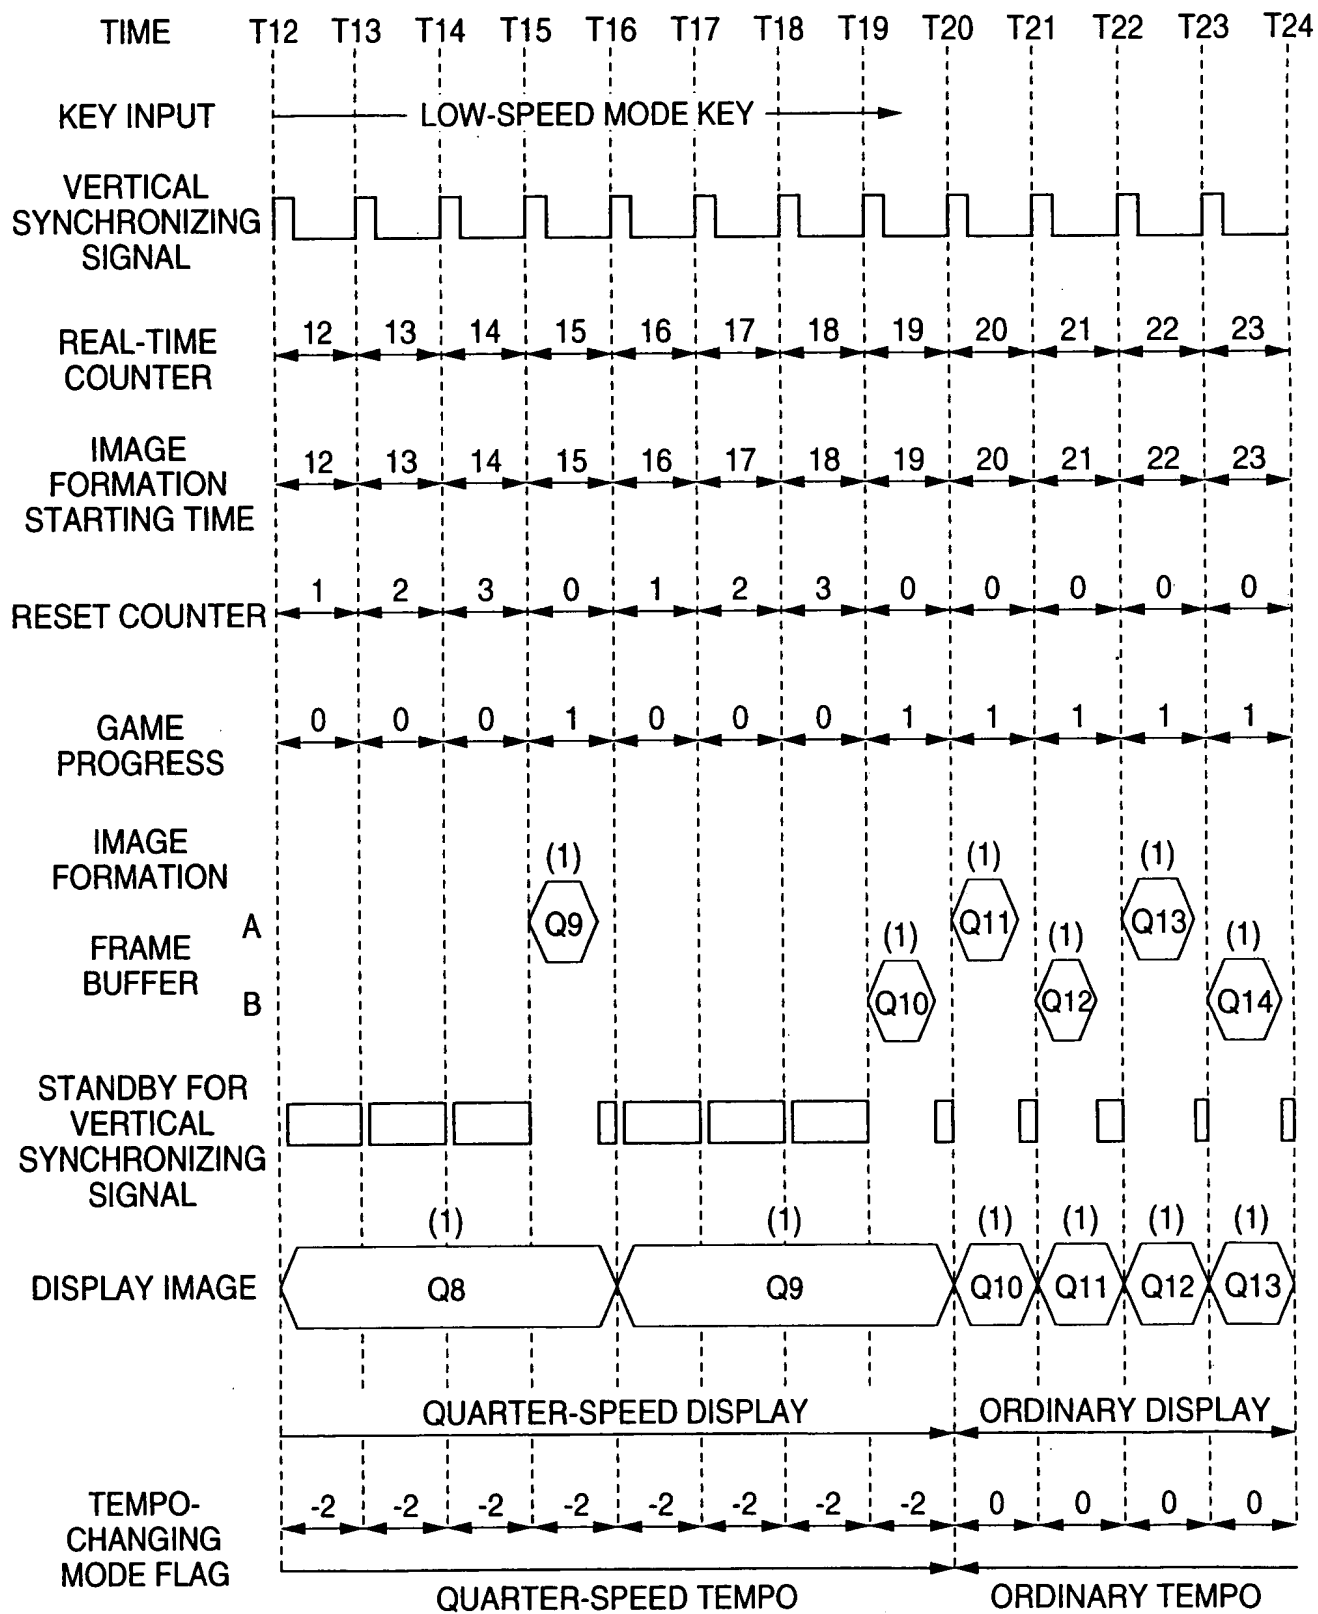 TIME T12 T13 T14 T15 T16 T17 T18 T19 T20 T21 T22 T23 T24
KEY INPUT LOW-SPEED MODE KEY
VERTICAL
SYNCHRONIZING
SIGNAL
12 13 14 15 16 17 18 19 20 21 22 23
REAL-TIME
COUNTER
IMAGE
12 13 14 15 16 17 18 19 20 21 22 23
FORMATION
STARTING TIME
1 2 3 0 1 2 3 0 0 0 0 0
RESET COUNTER
0 0 0 1 0 0 0 1 1 1 1 1
GAME
PROGRESS
IMAGE
FORMATION
(1) (1) (1)
A Q9 Q11 Q13
(1) (1) (1)
FRAME
BUFFER
B Q10 Q12 Q14
STANDBY FOR
VERTICAL
SYNCHRONIZING
SIGNAL
(1) (1) (1) (1) (1) (1)
DISPLAY IMAGE Q8 Q9 Q10 Q11 Q12 Q13
QUARTER-SPEED DISPLAY ORDINARY DISPLAY
TEMPO-
CHANGING
MODE FLAG
-2 -2 -2 -2 -2 -2 -2 -2 0 0 0 0
QUARTER-SPEED TEMPO ORDINARY TEMPO